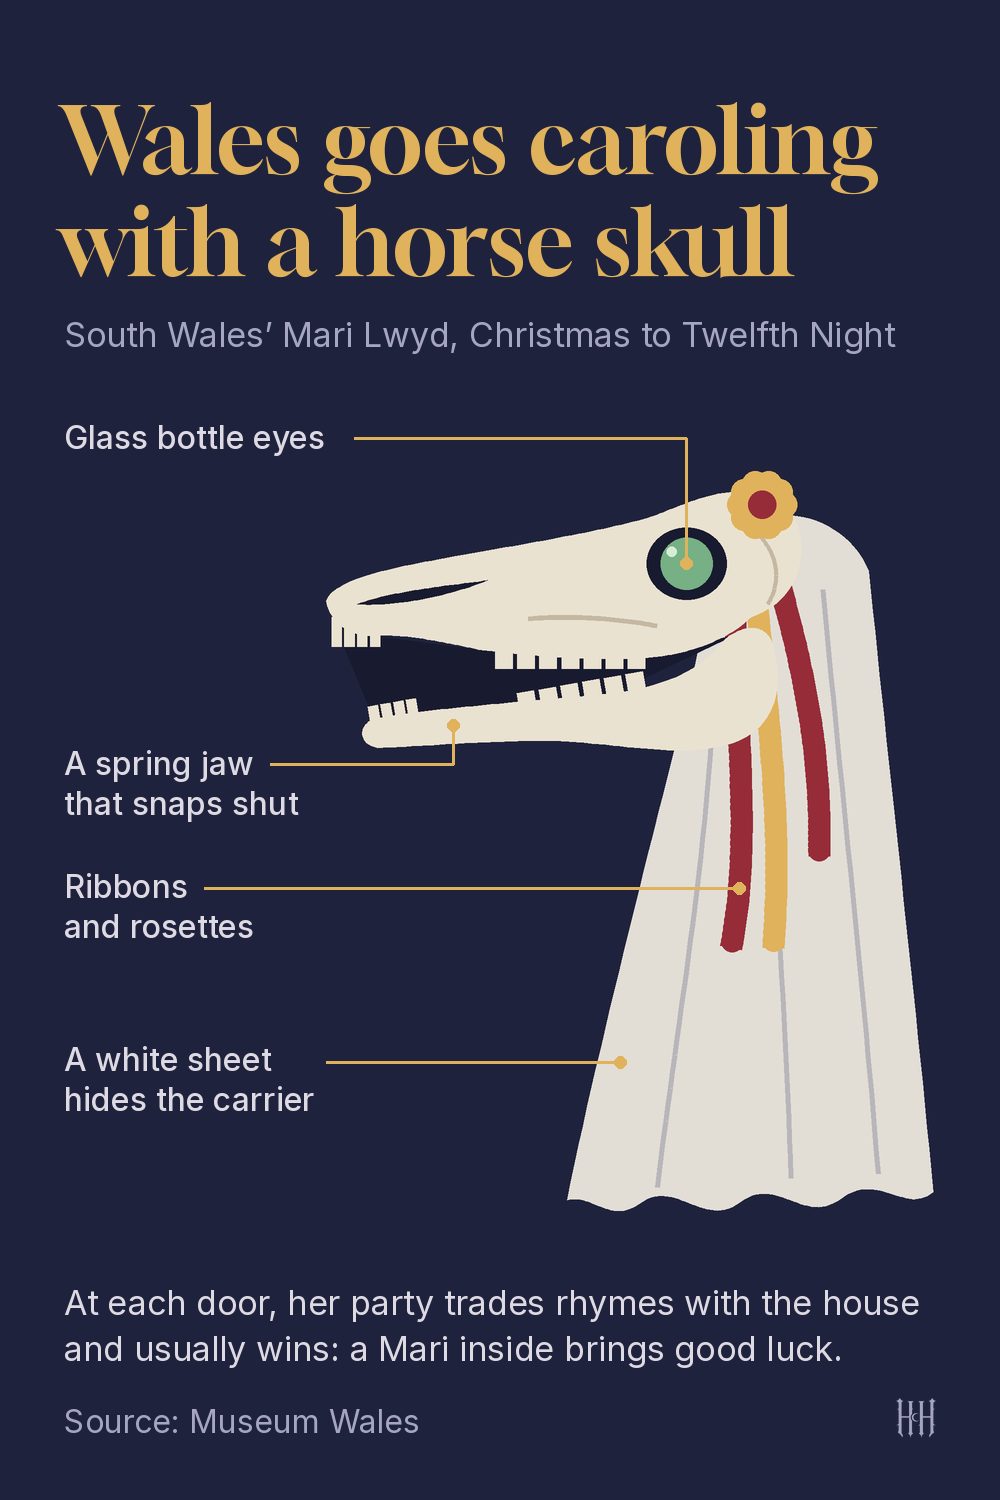 Wales goes caroling
with a horse skull
South Wales’ Mari Lwyd, Christmas to Twelfth Night
Glass bottle eyes
A spring jaw
that snaps shut
Ribbons
and rosettes
A white sheet
hides the carrier
At each door, her party trades rhymes with the house
and usually wins: a Mari inside brings good luck.
Source: Museum Wales